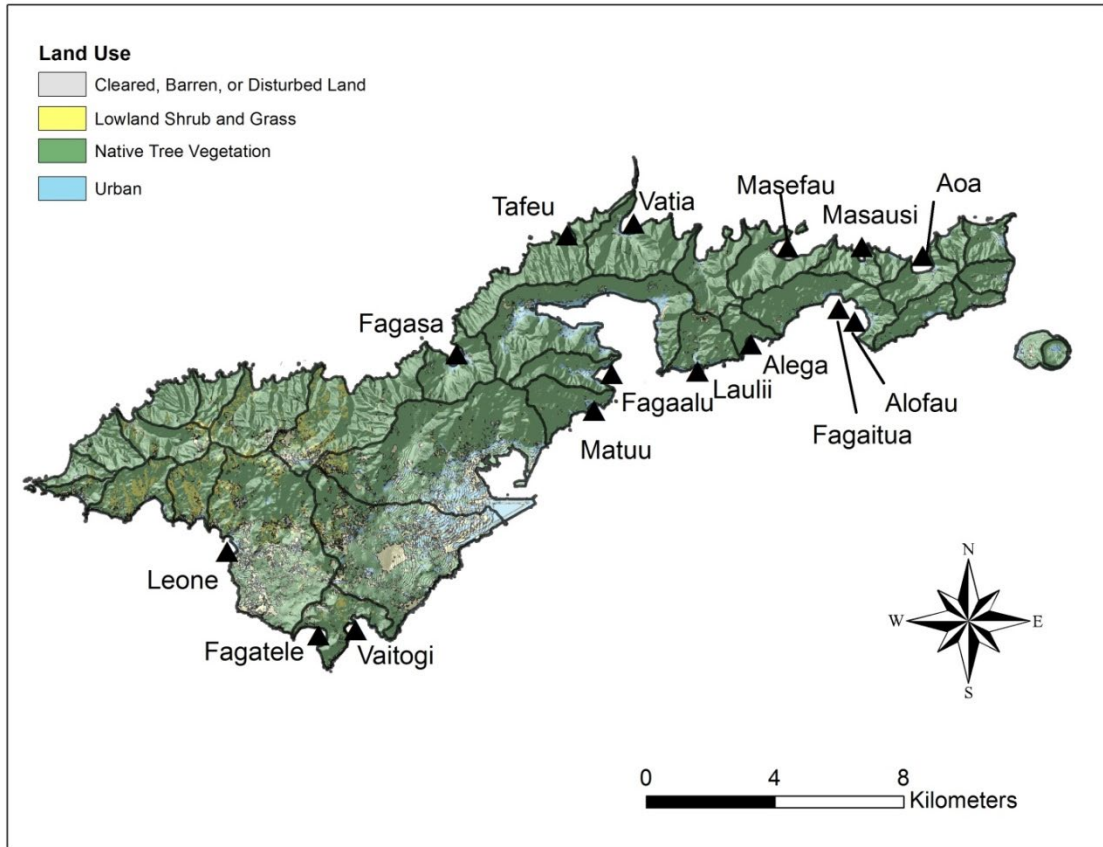 Land Use
Cleared, Barren, or Disturbed Land
Lowland Shrub and Grass
Native Tree Vegetation
Urban
Masefau
Aoa
Tafeu
Vatia
Masausi
Fagasa
Alega
Laulii
Fagaalu
Alofau
Matuu
Fagaitua
Leone
Fagatele
Vaitogi
N
W
E
S
0
4
8
Kilometers